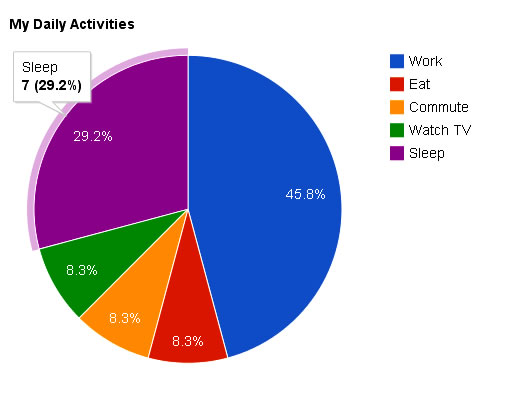 My Daily Activities
Sleep
7 (29.2%)
Work
Eat
Commute
Watch TV
Sleep
29.2%
45.8%
8.3%
8.3%
8.3%